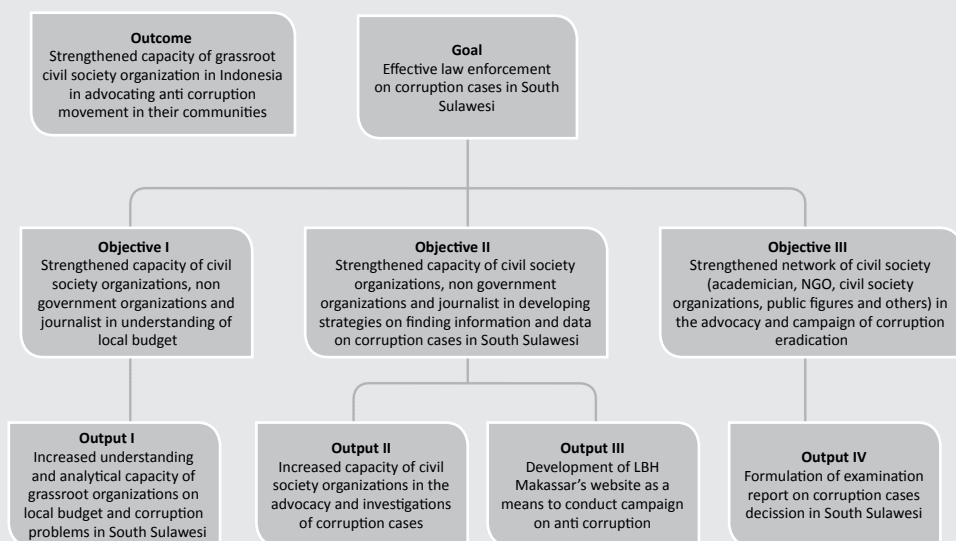 Outcome
Strengthened capacity of grassroot
civil society organization in Indonesia
in advocating anti corruption
movement in their communities
Goal
Effective law enforcement
on corruption cases in South
Sulawesi
Objective I
Strengthened capacity of civil
society organizations, non
government organizations and
journalist in understanding of
local budget
Objective II
Strengthened capacity of civil society
organizations, non government
organizations and journalist in developing
strategies on finding information and data
on corruption cases in South Sulawesi
Objective III
Strengthened network of civil society
(academician, NGO, civil society
organizations, public figures and others) in
the advocacy and campaign of corruption
eradication
Output I
Increased understanding
and analytical capacity of
grassroot organizations on
local budget and corruption
problems in South Sulawesi
Output II
Increased capacity of civil
society organizations in the
advocacy and investigations
of corruption cases
Output III
Development of LBH
Makassar’s website as a
means to conduct campaign
on anti corruption
Output IV
Formulation of examination
report on corruption cases
decission in South Sulawesi